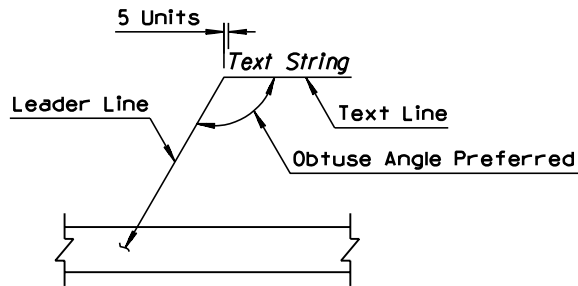 5 Units
Text String
Leader Line
Text Line
Obtuse Angle Preferred